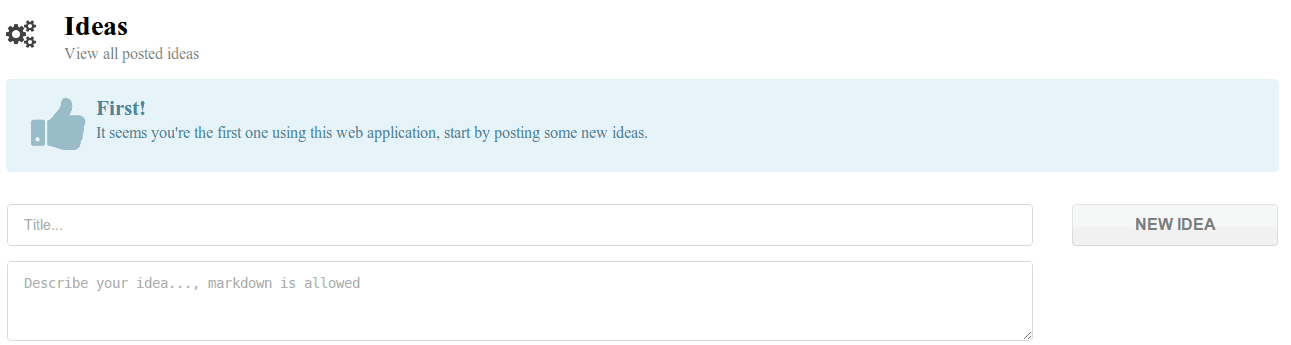 Ideas
View all posted ideas
First!
It seems you're the first one using this web application, start by posting some new ideas.
Title...
NEW IDEA
Describe your idea..., markdown is allowed